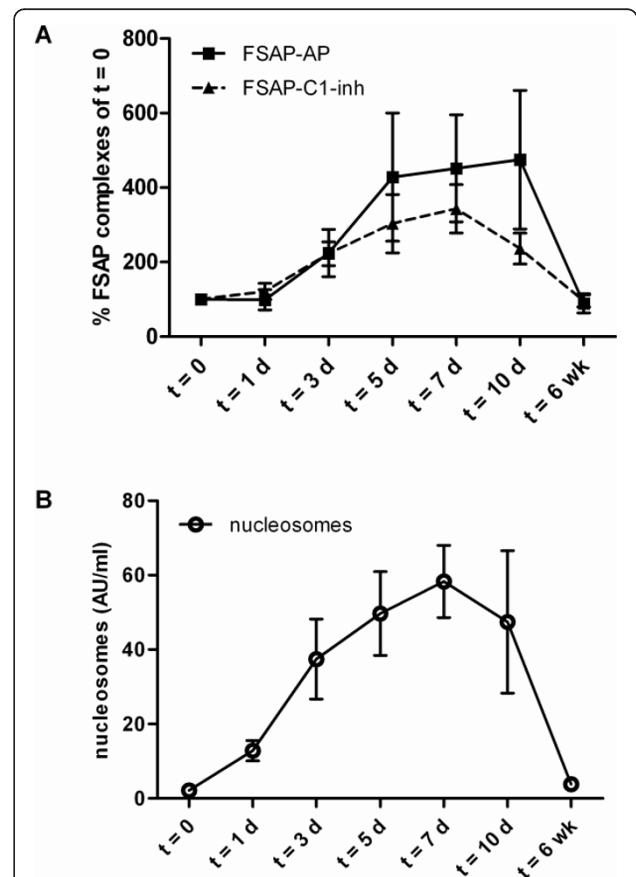 A
800
600
400
200
0
% FSAP complexes of t = 0
FSAP-AP
FSAP-C1-inh
t = 0
t = 1 d
t = 3 d
t = 5 d
t = 7 d
t = 10 d
t = 6 wk
B
80
60
40
20
0
nucleosomes (AU/ml)
nucleosomes
t = 0
t = 1 d
t = 3 d
t = 5 d
t = 7 d
t = 10 d
t = 6 wk